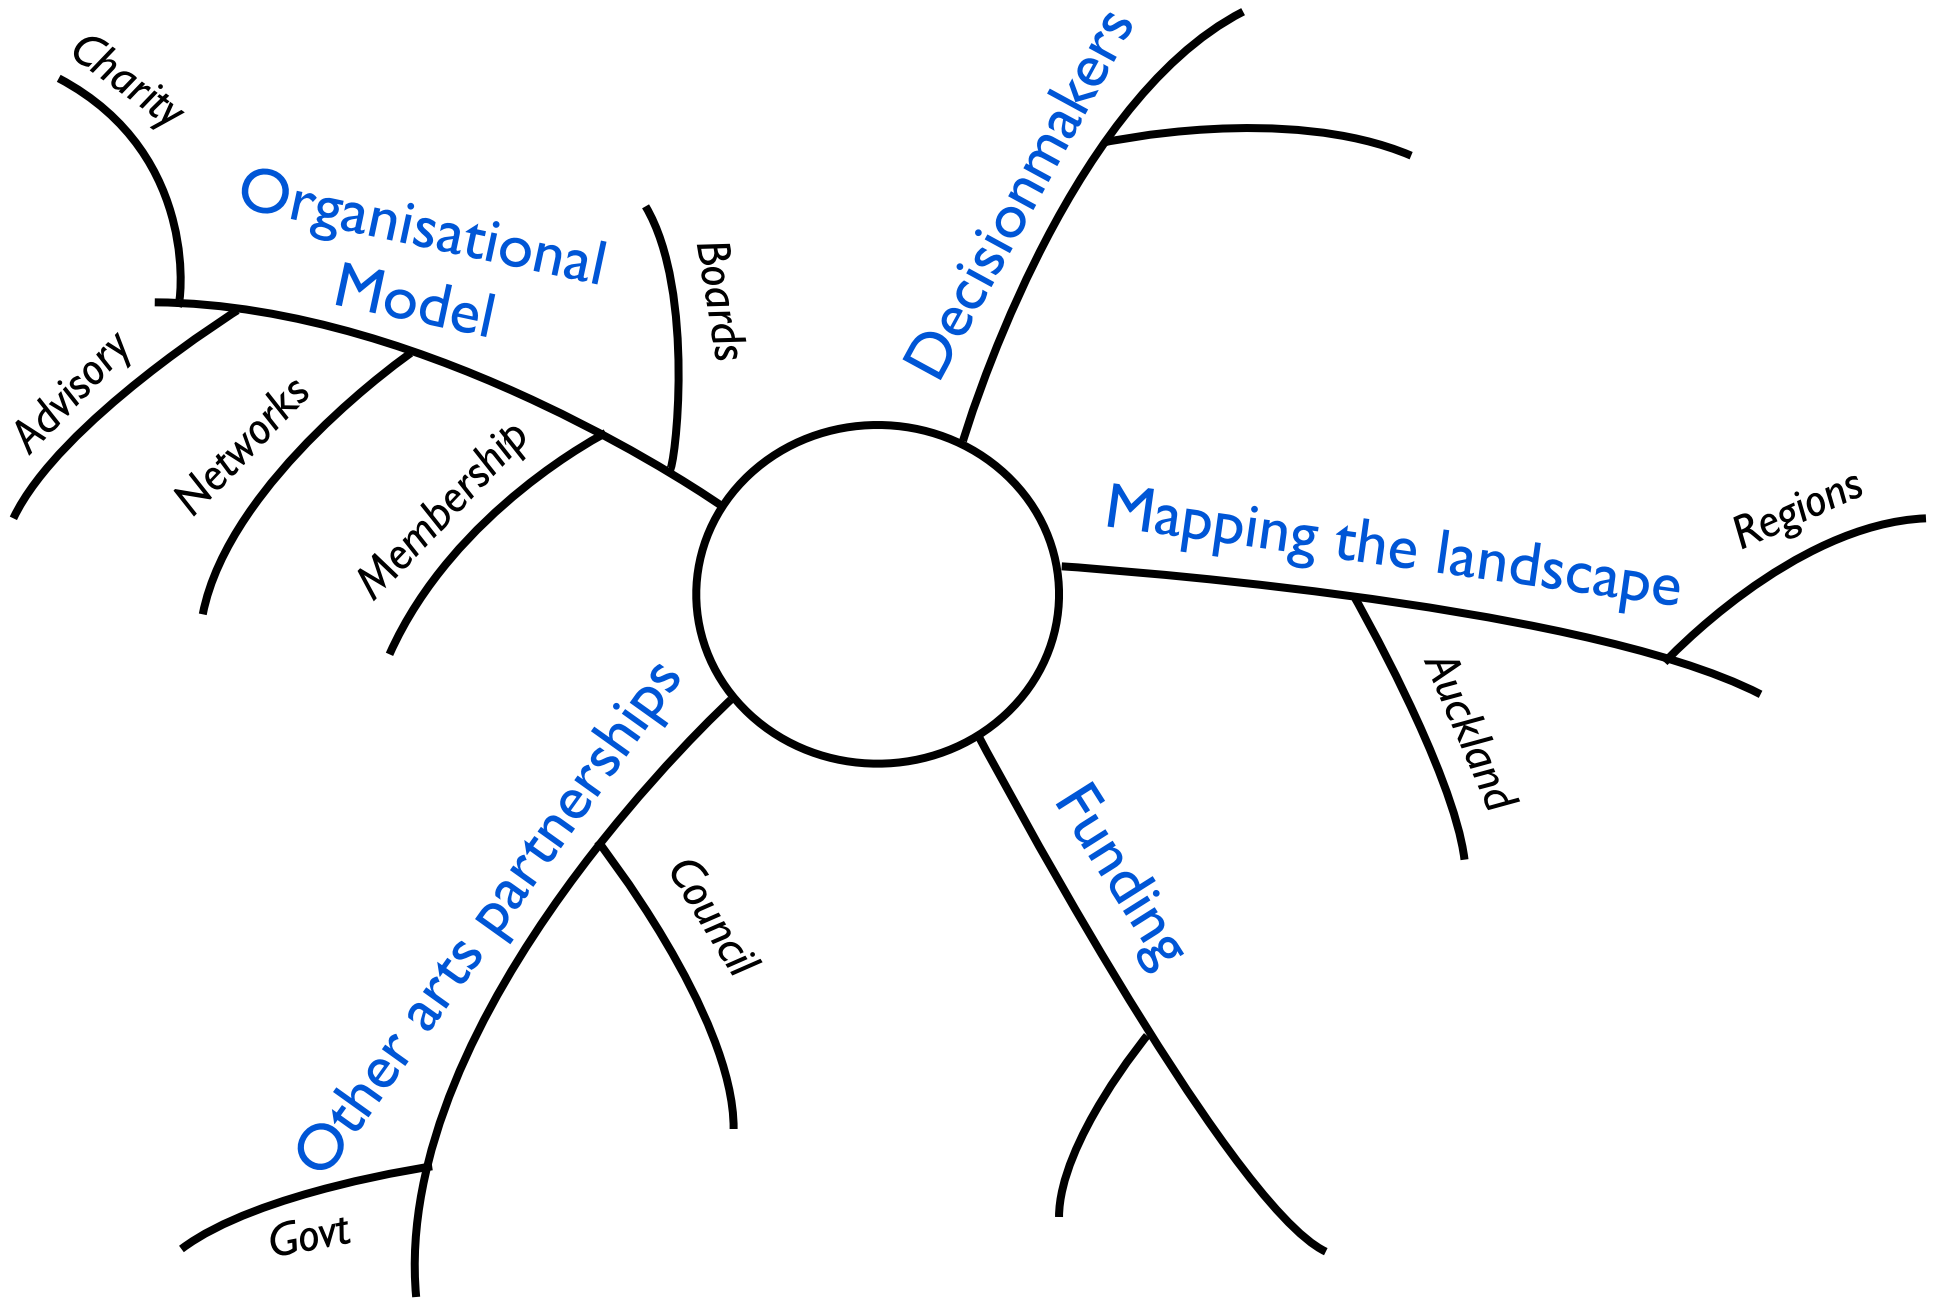 Charity
Organisational
Model
Boards
Advisory
Networks
Membership
Decisionmakers
Mapping the landscape
Regions
Auckland
Funding
Other arts partnerships
Council
Govt